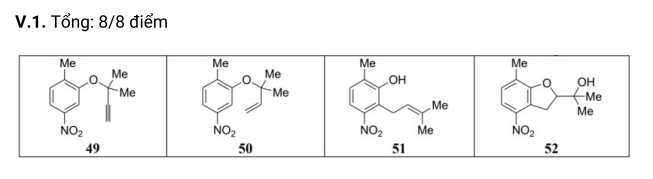 V.1. Tổng: 8/8 điểm
Me O Me Me NO₂
Me O Me Me NO₂
Me OH NO₂ Me Me
Me O OH Me Me NO₂
49 50 51 52